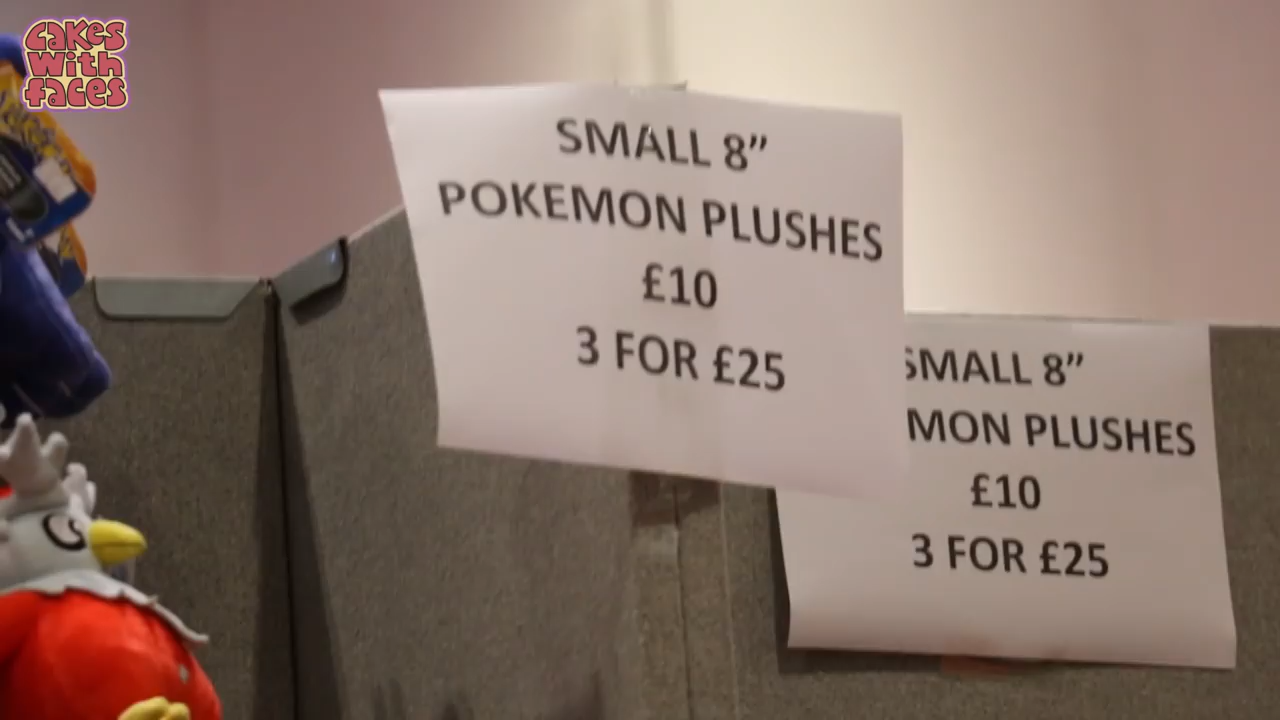 Cakes
With
faces
SMALL 8”
POKEMON PLUSHES
£10
3 FOR £25
SMALL 8”
MON PLUSHES
£10
3 FOR £25